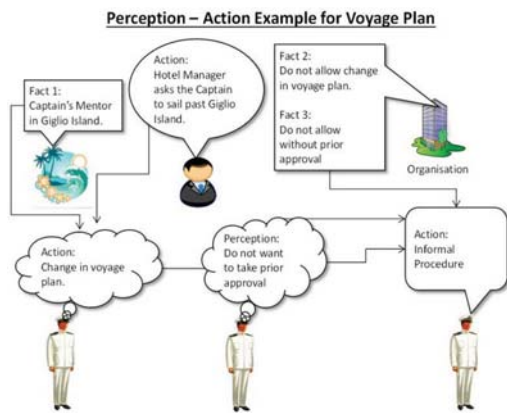 Perception – Action Example for Voyage Plan
Fact 1:
Captain's Mentor
in Giglio Island.
Action:
Hotel Manager
asks the Captain
to sail past Giglio
Island.
Fact 2:
Do not allow change
in voyage plan.
Fact 3:
Do not allow
without prior
approval
Organisation
Action:
Change in voyage
plan.
Perception:
Do not want
to take prior
approval
Action:
Informal
Procedure